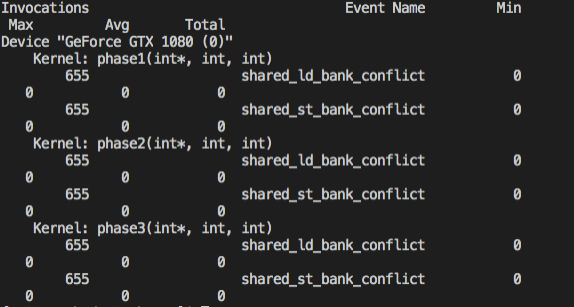 Invocations Event Name Min
Max Avg Total
Device "GeForce GTX 1080 (0)"
Kernel: phase1(int*, int, int)
655 shared_ld_bank_conflict 0
0 0 0
655 shared_st_bank_conflict 0
0 0 0
Kernel: phase2(int*, int, int)
655 shared_ld_bank_conflict 0
0 0 0
655 shared_st_bank_conflict 0
0 0 0
Kernel: phase3(int*, int, int)
655 shared_ld_bank_conflict 0
0 0 0
655 shared_st_bank_conflict 0
0 0 0